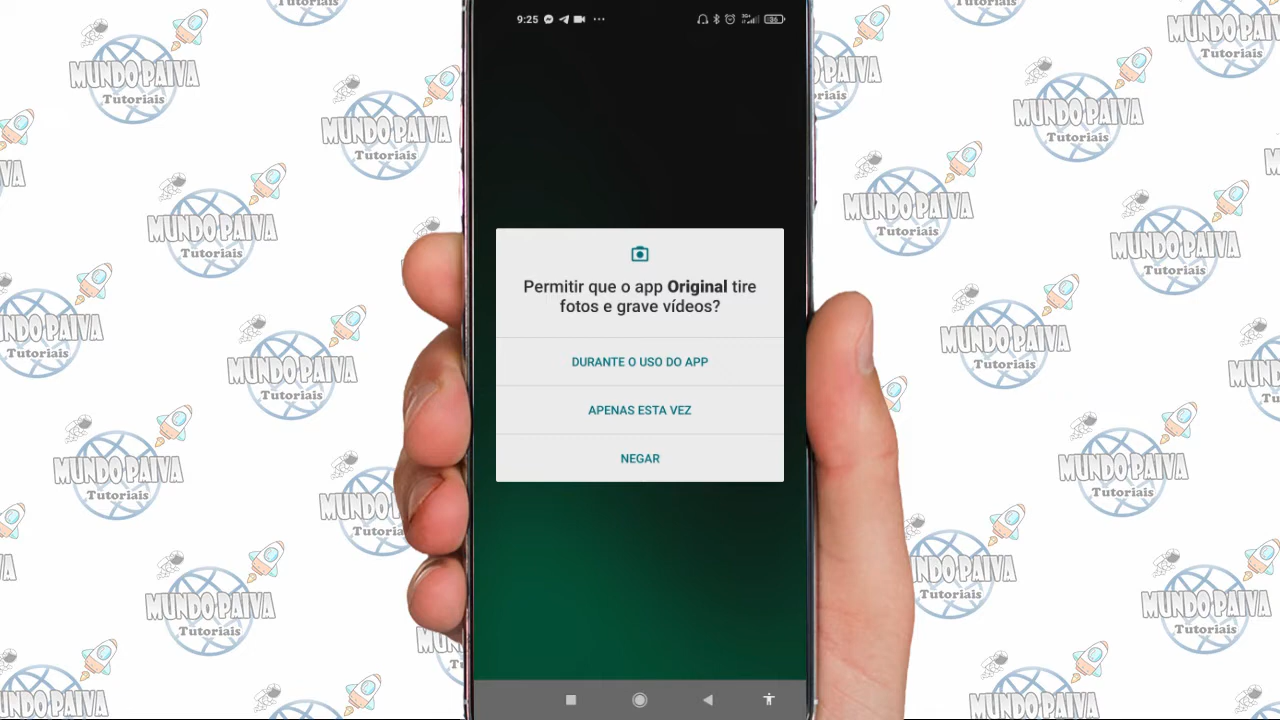 MUNDO PAIVA
Tutoriais
9:25
36
Permitir que o app Original tire
fotos e grave vídeos?
DURANTE O USO DO APP
APENAS ESTA VEZ
NEGAR